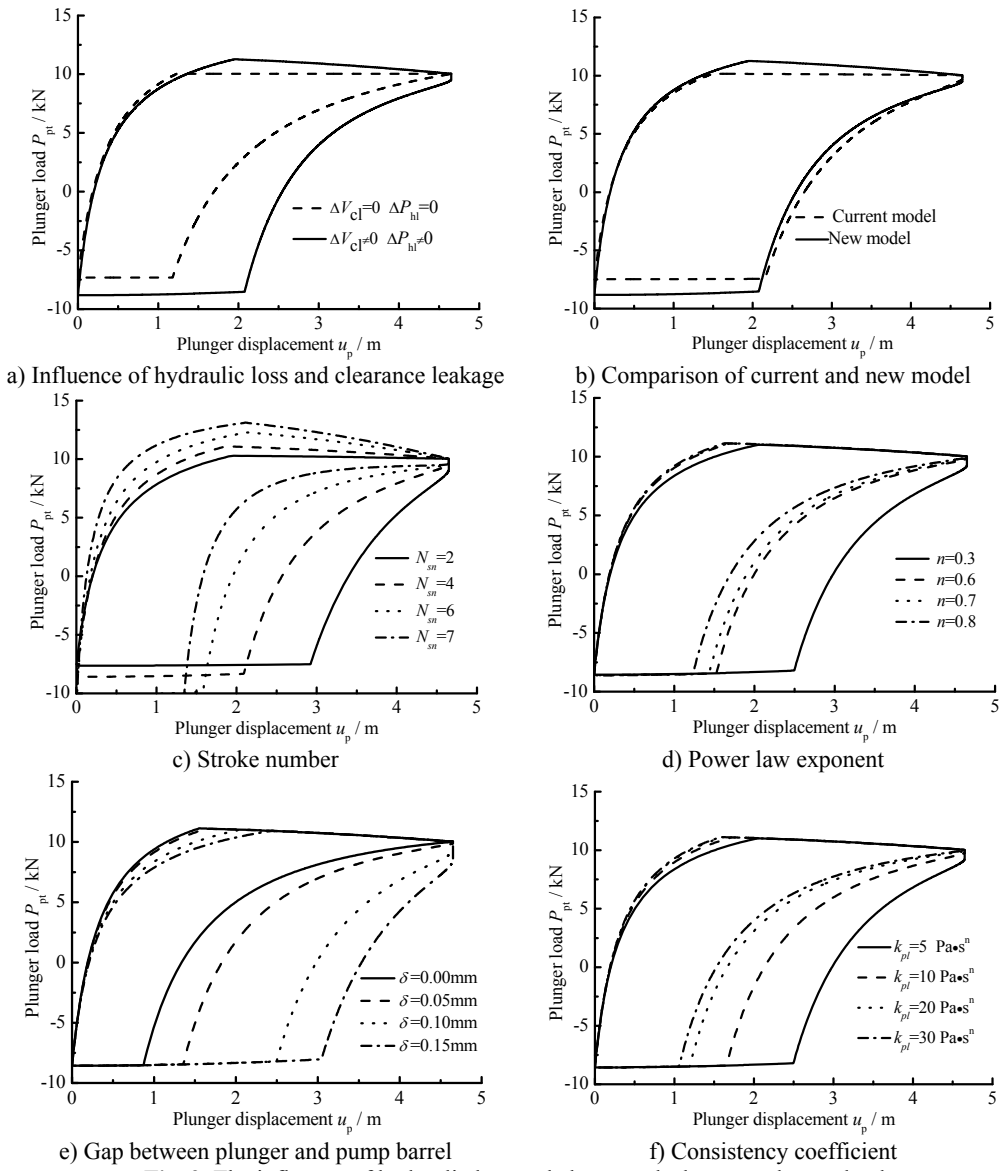 15
10
5
0
-5
-10
Plunger load P_pt / kN
ΔV_cl=0 ΔP_hl=0
ΔV_cl≠0 ΔP_hl≠0
0 1 2 3 4 5
Plunger displacement u_p / m
a) Influence of hydraulic loss and clearance leakage
15
10
5
0
-5
-10
Plunger load P_pt / kN
Current model
New model
0 1 2 3 4 5
Plunger displacement u_p / m
b) Comparison of current and new model
15
10
5
0
-5
-10
Plunger load P_pt / kN
N_sn=2
N_sn=4
N_sn=6
N_sn=7
0 1 2 3 4 5
Plunger displacement u_p / m
c) Stroke number
15
10
5
0
-5
-10
Plunger load P_pt / kN
n=0.3
n=0.6
n=0.7
n=0.8
0 1 2 3 4 5
Plunger displacement u_p / m
d) Power law exponent
15
10
5
0
-5
-10
Plunger load P_pt / kN
δ=0.00mm
δ=0.05mm
δ=0.10mm
δ=0.15mm
0 1 2 3 4 5
Plunger displacement u_p / m
e) Gap between plunger and pump barrel
15
10
5
0
-5
-10
Plunger load P_pt / kN
k_pl=5 Pa•s^n
k_pl=10 Pa•s^n
k_pl=20 Pa•s^n
k_pl=30 Pa•s^n
0 1 2 3 4 5
Plunger displacement u_p / m
f) Consistency coefficient